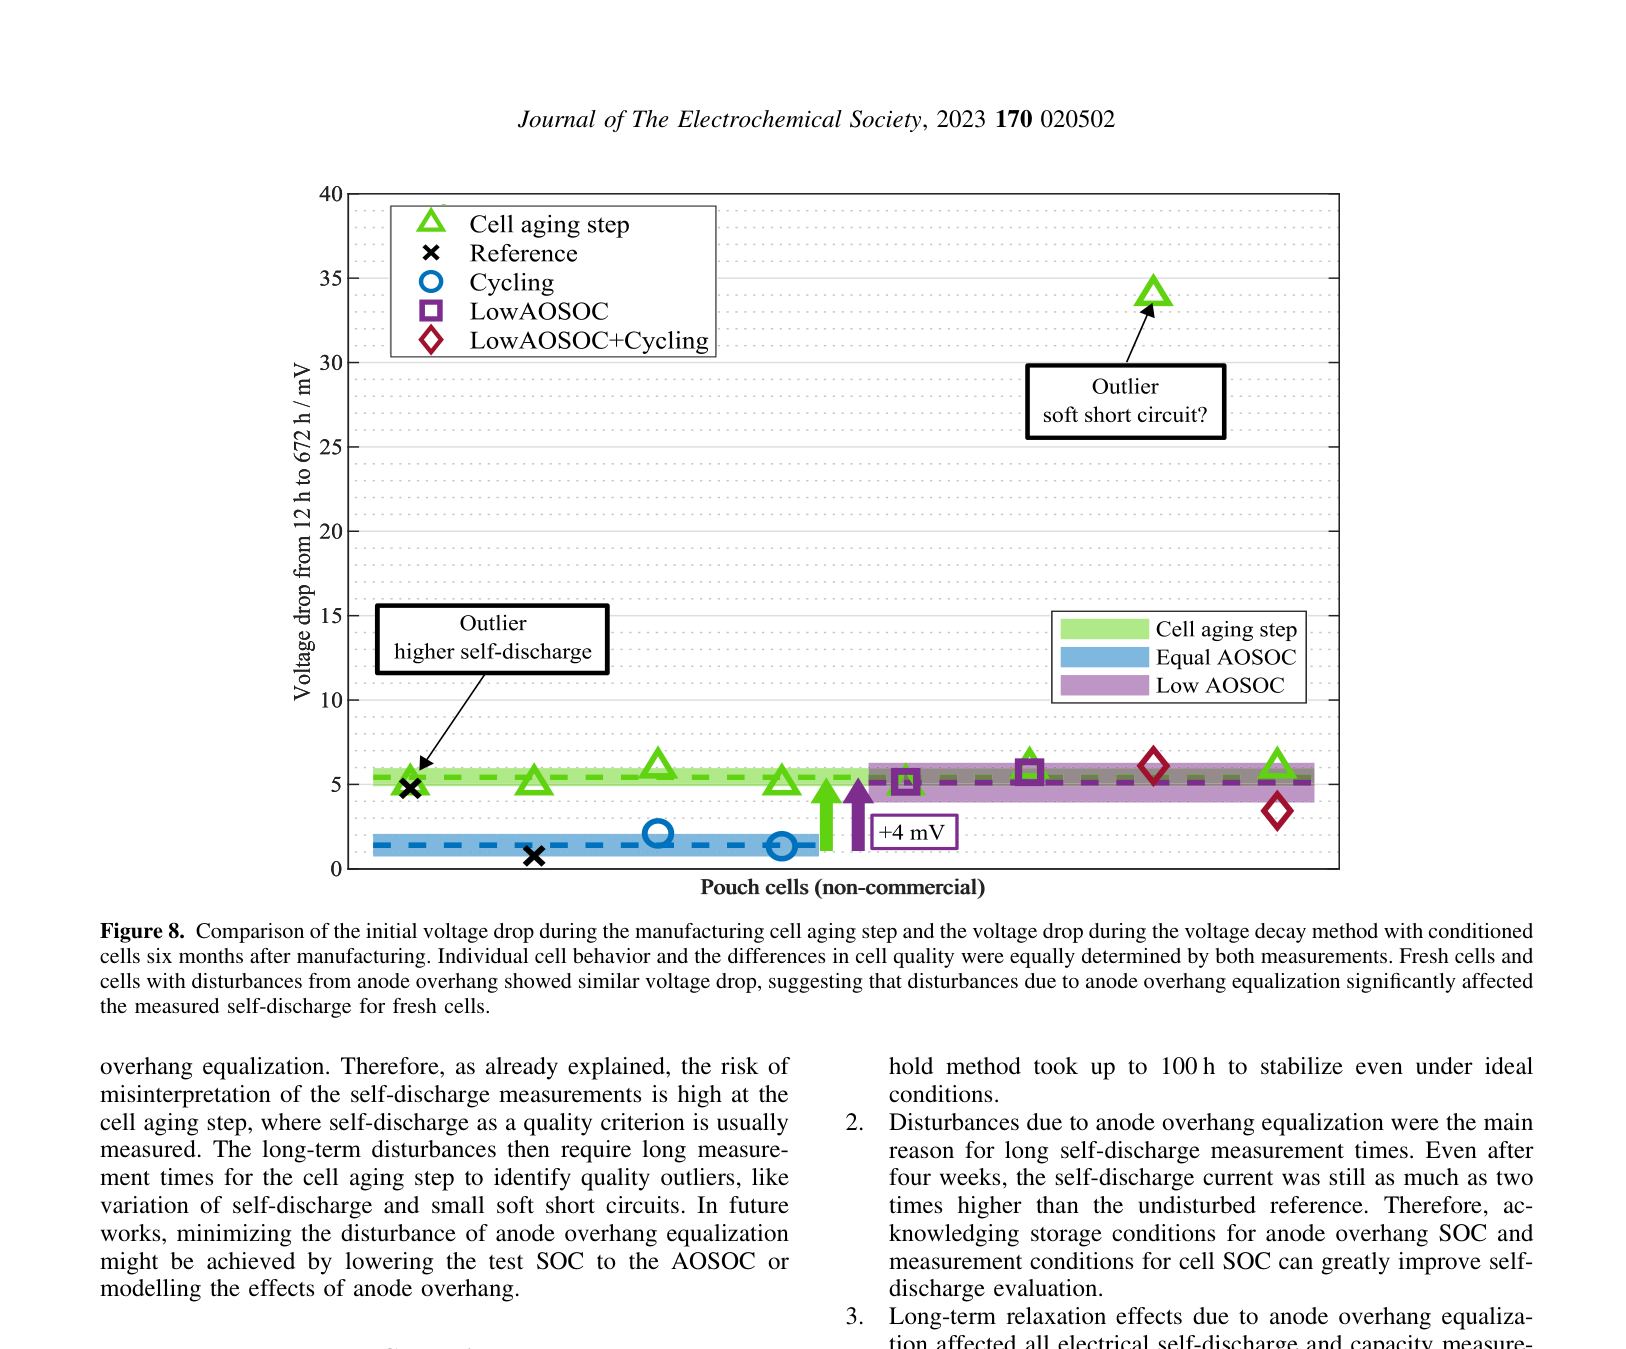 Journal of The Electrochemical Society, 2023 170 020502
40
35
30
25
20
15
10
5
0
Voltage drop from 12 h to 672 h / mV
Cell aging step
Reference
Cycling
LowAOSOC
LowAOSOC+Cycling
Outlier
soft short circuit?
Outlier
higher self-discharge
Cell aging step
Equal AOSOC
Low AOSOC
+4 mV
Pouch cells (non-commercial)
Figure 8. Comparison of the initial voltage drop during the manufacturing cell aging step and the voltage drop during the voltage decay method with conditioned
cells six months after manufacturing. Individual cell behavior and the differences in cell quality were equally determined by both measurements. Fresh cells and
cells with disturbances from anode overhang showed similar voltage drop, suggesting that disturbances due to anode overhang equalization significantly affected
the measured self-discharge for fresh cells.
overhang equalization. Therefore, as already explained, the risk of
misinterpretation of the self-discharge measurements is high at the
cell aging step, where self-discharge as a quality criterion is usually
measured. The long-term disturbances then require long measure-
ment times for the cell aging step to identify quality outliers, like
variation of self-discharge and small soft short circuits. In future
works, minimizing the disturbance of anode overhang equalization
might be achieved by lowering the test SOC to the AOSOC or
modelling the effects of anode overhang.
hold method took up to 100 h to stabilize even under ideal
conditions.
2. Disturbances due to anode overhang equalization were the main
reason for long self-discharge measurement times. Even after
four weeks, the self-discharge current was still as much as two
times higher than the undisturbed reference. Therefore, ac-
knowledging storage conditions for anode overhang SOC and
measurement conditions for cell SOC can greatly improve self-
discharge evaluation.
3. Long-term relaxation effects due to anode overhang equaliza-
tion affected all electrical self-discharge and capacity measure-